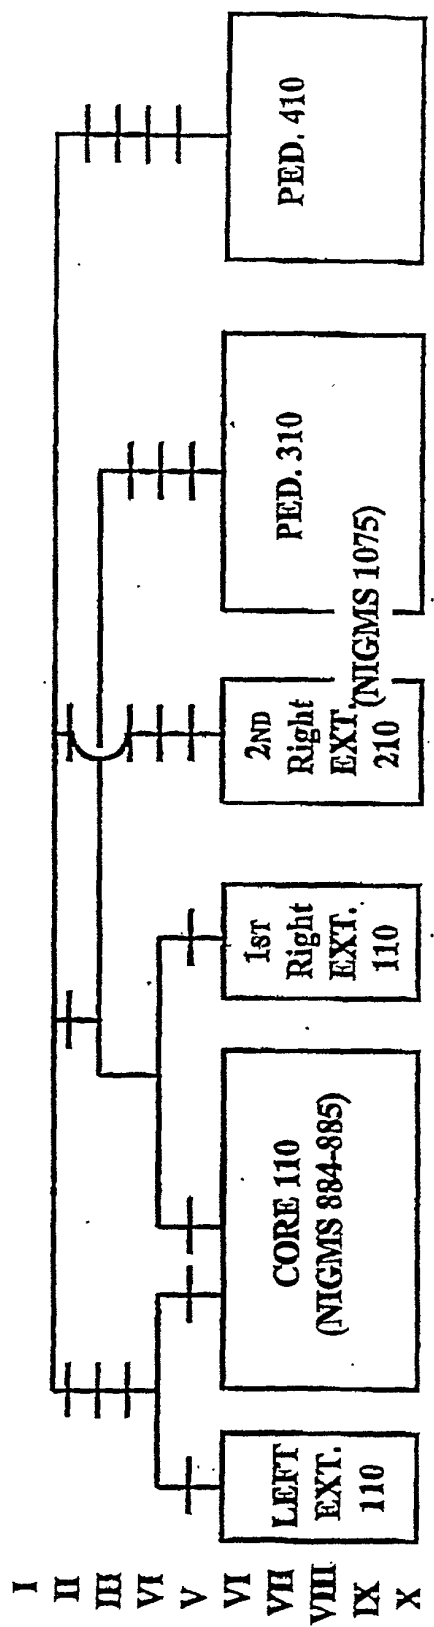 I
II
III
VI
V
VI
VII
VIII
IX
X
LEFT
EXT.
110
CORE 110
(NIGMS 884-885)
1ST
Right
EXT.
110
2ND
Right
EXT.
210
(NIGMS 1075)
PED. 310
PED. 410